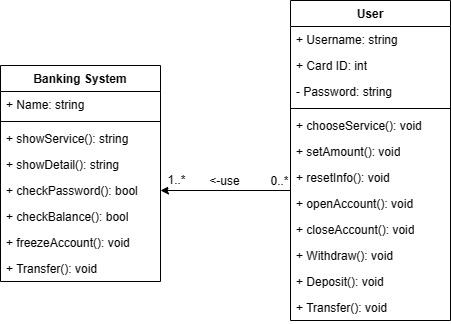 User
+ Username: string
+ Card ID: int
- Password: string
+ chooseService(): void
+ setAmount(): void
+ resetInfo(): void
+ openAccount(): void
+ closeAccount(): void
+ Withdraw(): void
+ Deposit(): void
+ Transfer(): void
Banking System
+ Name: string
+ showService(): string
+ showDetail(): string
+ checkPassword(): bool
+ checkBalance(): bool
+ freezeAccount(): void
+ Transfer(): void
1..* <-use 0..*